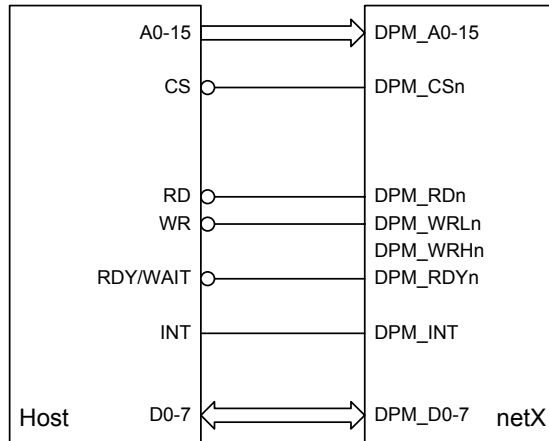 A0-15 DPM_A0-15
CS DPM_CSn
RD DPM_RDn
WR DPM_WRLn
DPM_WRHn
RDY/WAIT DPM_RDYn
INT DPM_INT
Host D0-7 DPM_D0-7 netX